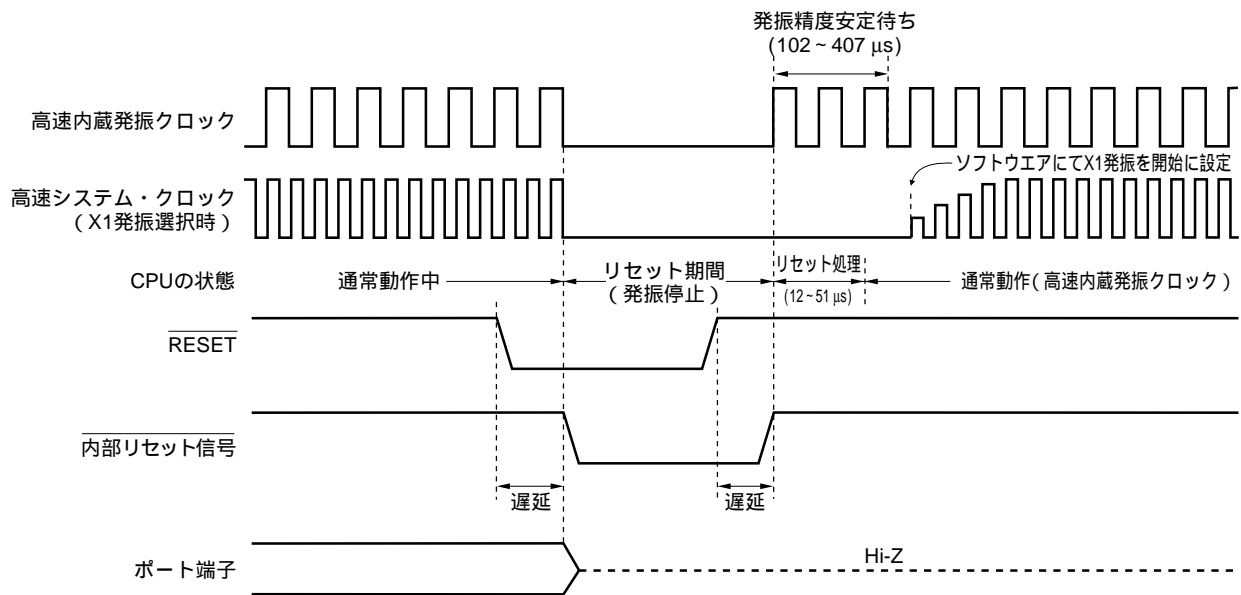 発振精度安定待ち
(102～407 μs)
高速内蔵発振クロック
ソフトウエアにてX1発振を開始に設定
高速システム・クロック
(X1発振選択時)
CPUの状態
通常動作中
リセット期間
(発振停止)
リセット処理
(12~51 μs)
通常動作(高速内蔵発振クロック)
RESET
内部リセット信号
遅延
遅延
ポート端子
Hi-Z